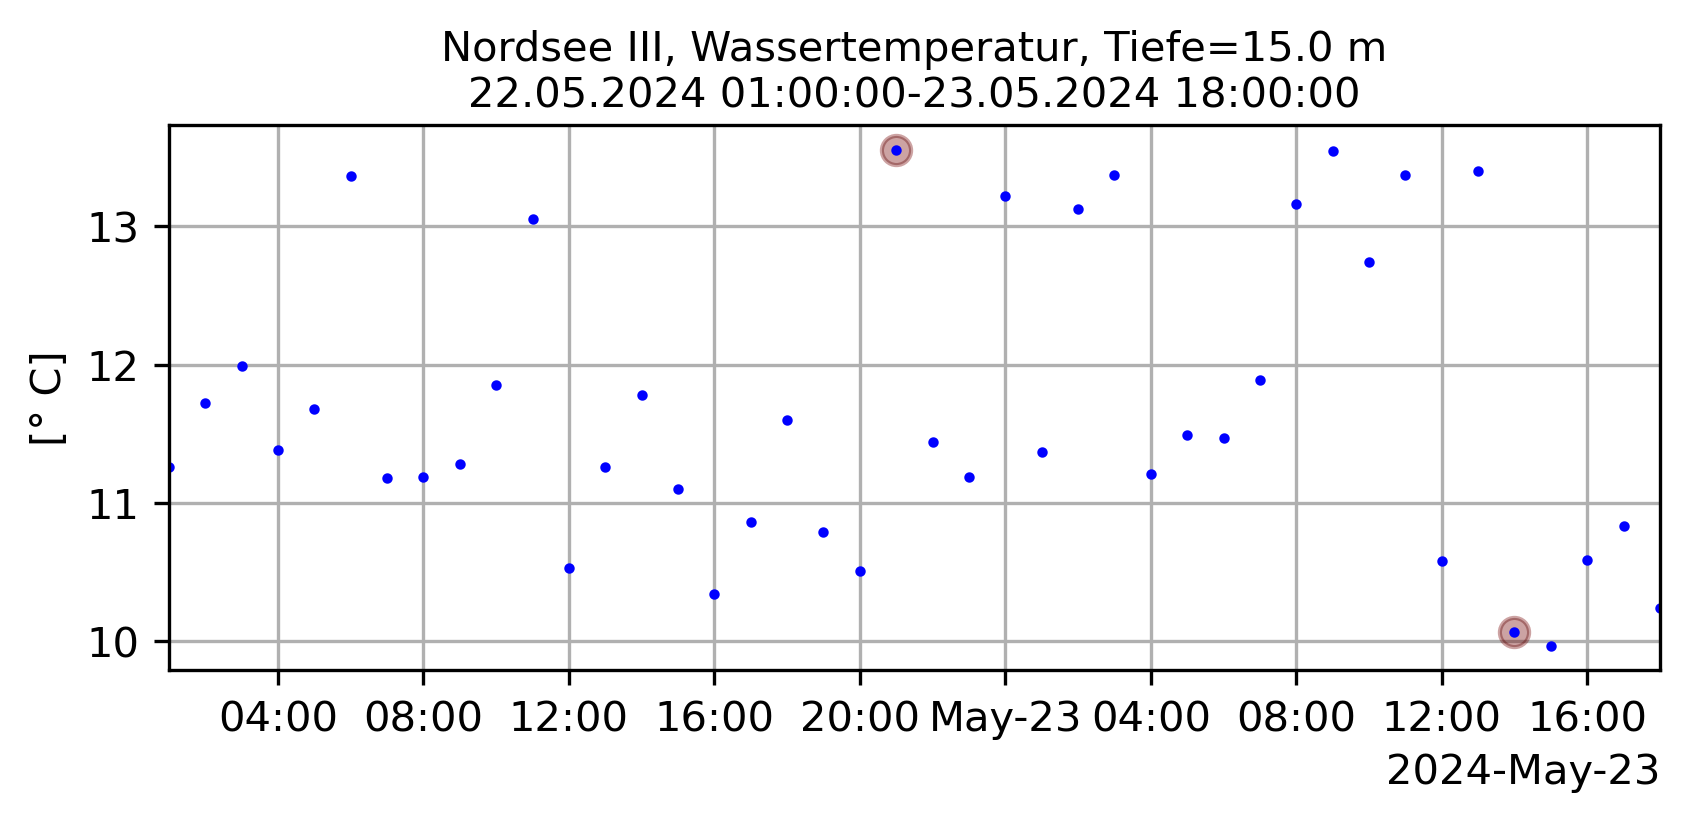 Nordsee III, Wassertemperatur, Tiefe=15.0 m
22.05.2024 01:00:00-23.05.2024 18:00:00
[° C]
13
12
11
10
04:00 08:00 12:00 16:00 20:00 May-23 04:00 08:00 12:00 16:00
2024-May-23